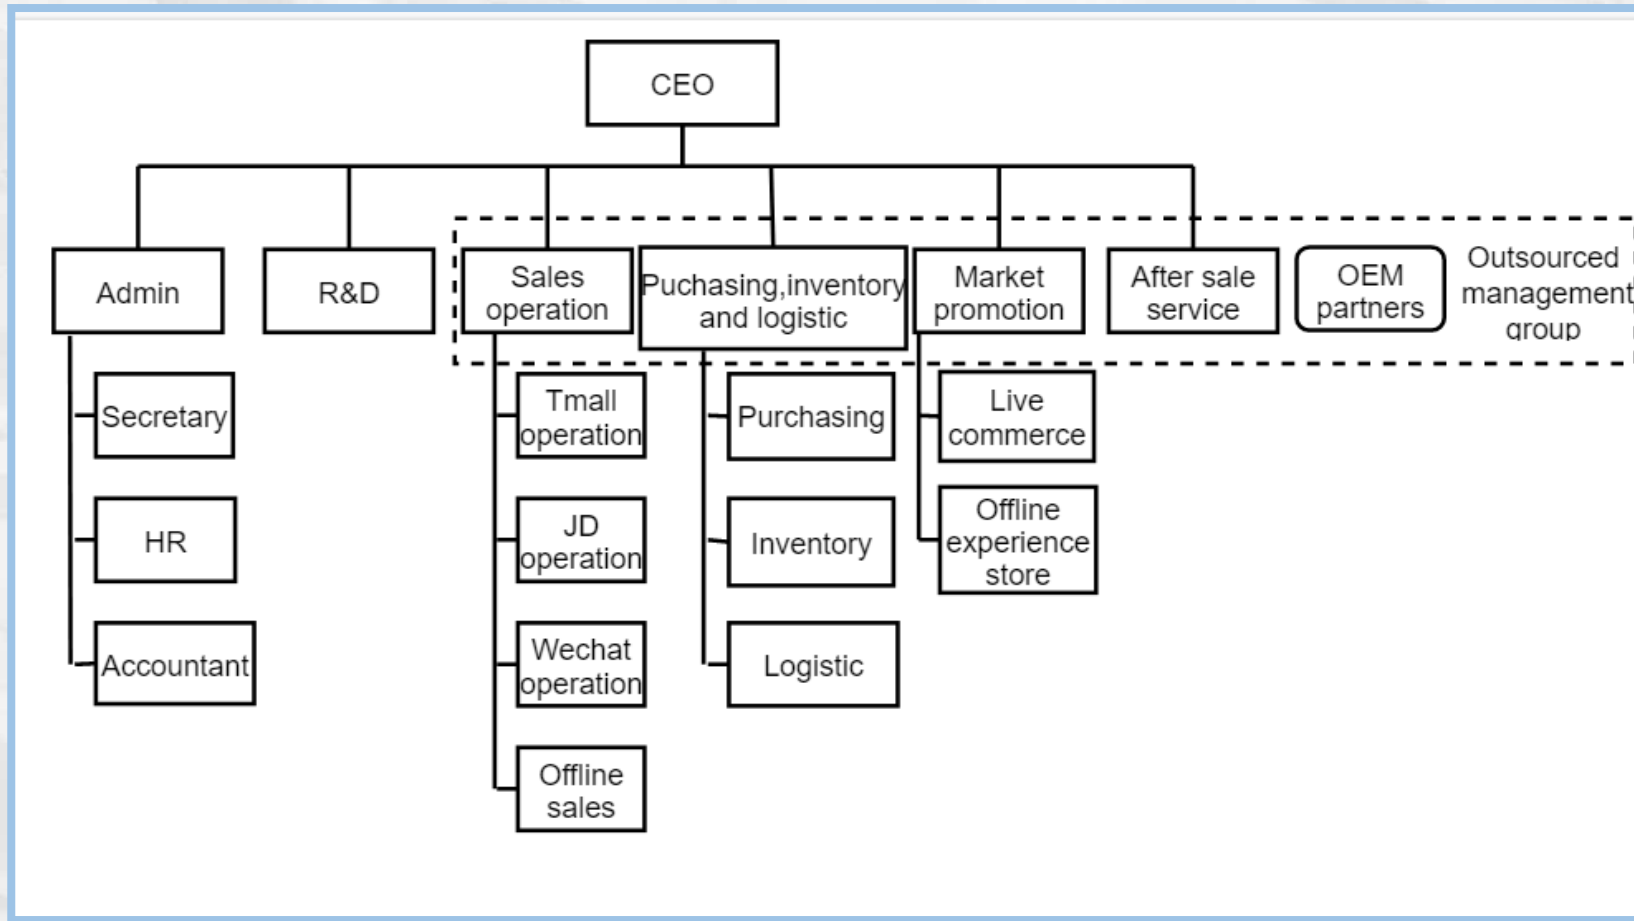 CEO
Admin
R&D
Sales
operation
Puchasing,inventory
and logistic
Market
promotion
After sale
service
OEM
partners
Outsourced
management
group
Secretary
HR
Accountant
Tmall
operation
JD
operation
Wechat
operation
Offline
sales
Purchasing
Inventory
Logistic
Live
commerce
Offline
experience
store